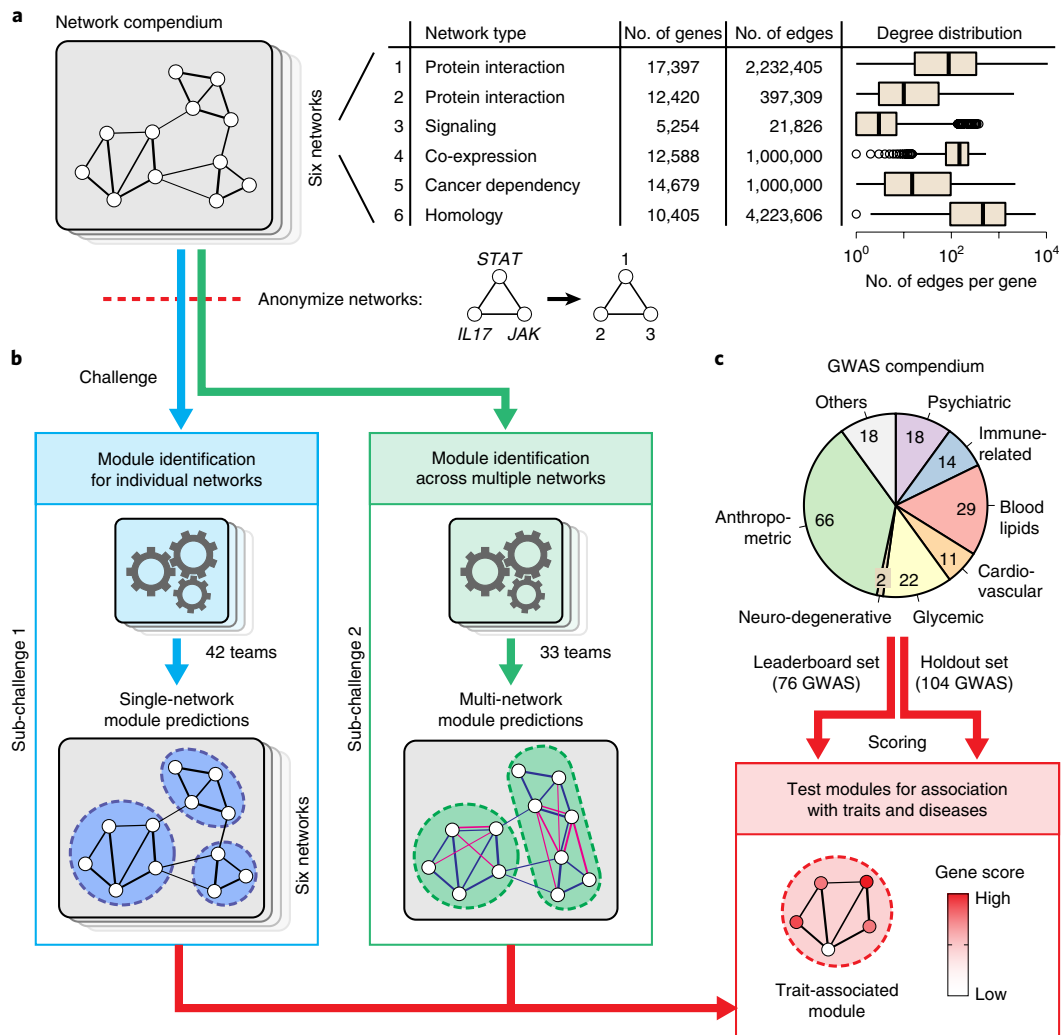 a
Network compendium
Six networks
Network type No. of genes No. of edges Degree distribution
1 Protein interaction 17,397 2,232,405
2 Protein interaction 12,420 397,309
3 Signaling 5,254 21,826
4 Co-expression 12,588 1,000,000
5 Cancer dependency 14,679 1,000,000
6 Homology 10,405 4,223,606
10⁰ 10² 10⁴
No. of edges per gene
Anonymize networks:
STAT
IL17 JAK
1
2 3
b
Challenge
Sub-challenge 1
Module identification
for individual networks
42 teams
Single-network
module predictions
Six networks
Sub-challenge 2
Module identification
across multiple networks
33 teams
Multi-network
module predictions
c
GWAS compendium
Others
18
Psychiatric
18
Immune-
related
14
Blood
lipids
29
Cardio-
vascular
11
Glycemic
22
Neuro-degenerative
2
Anthropo-
metric
66
Leaderboard set
(76 GWAS)
Holdout set
(104 GWAS)
Scoring
Test modules for association
with traits and diseases
Gene score
High
Low
Trait-associated
module